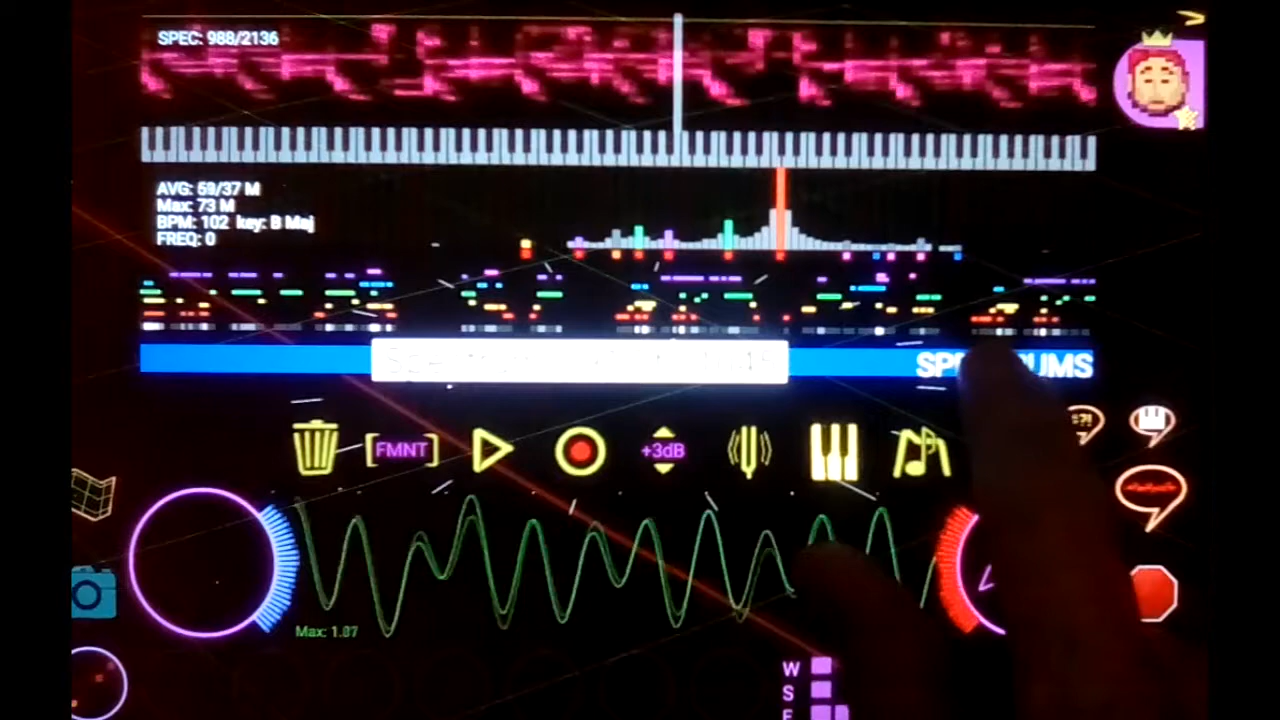 SPEC: 988/2136
AVG: 59/37 M
Max: 73 M
BPM: 102 key: B Maj
FREQ: 0
[FMNT]
+3dB
?!
Max: 1.07
W
S